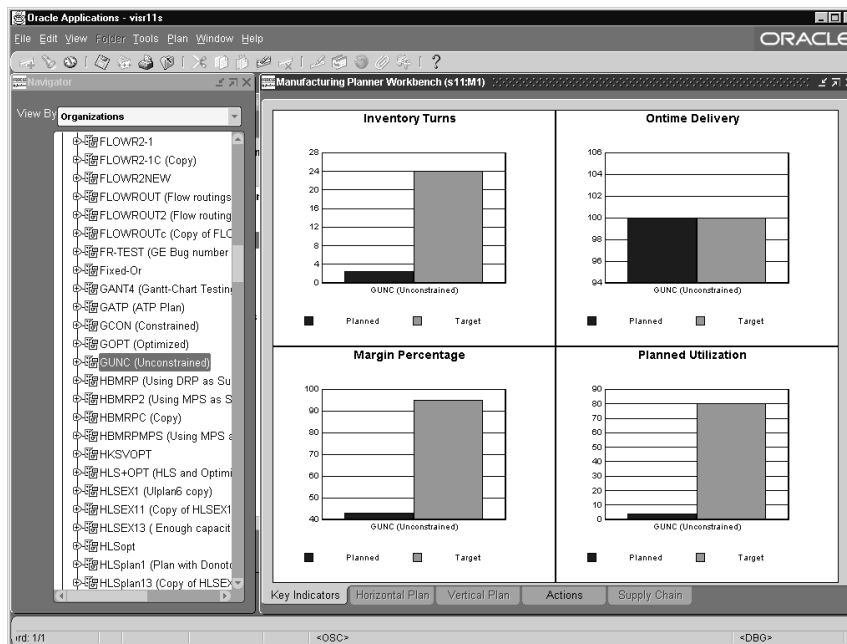 Oracle Applications - visr11s
File Edit View Folder Tools Plan Window Help
ORACLE
Navigator
View By Organizations
FLOWR2-1
FLOWR2-1C (Copy)
FLOWR2NEW
FLOWROUT (Flow routings
FLOWROUT2 (Flow routing
FLOWROUTc (Copy of FLO
FR-TEST (GE Bug number
Fixed-Or
GANT4 (Gantt-Chart Testing
GATP (ATP Plan)
GCON (Constrained)
GOPT (Optimized)
GUNC (Unconstrained)
HBMRP (Using DRP as Su
HBMRP2 (Using MPS as S
HBMRPC (Copy)
HBMRPMPS (Using MPS a
HKSVOPT
HLS+OPT (HLS and Optimi
HLSEX1 (Ulplan6 copy)
HLSEX11 (Copy of HLSEX1
HLSEX13 ( Enough capacit
HLSopt
HLSplan1 (Plan with Donoto
HLSplan13 (Copy of HLSEX
Manufacturing Planner Workbench (s11:M1)
Inventory Turns
28
24
20
16
12
8
4
0
GUNC (Unconstrained)
Planned Target
Ontime Delivery
106
104
102
100
98
96
94
GUNC (Unconstrained)
Planned Target
Margin Percentage
100
90
80
70
60
50
40
GUNC (Unconstrained)
Planned Target
Planned Utilization
90
80
70
60
50
40
30
20
10
0
GUNC (Unconstrained)
Planned Target
Key Indicators Horizontal Plan Vertical Plan Actions Supply Chain
ord: 1/1 <OSC> <DBG>